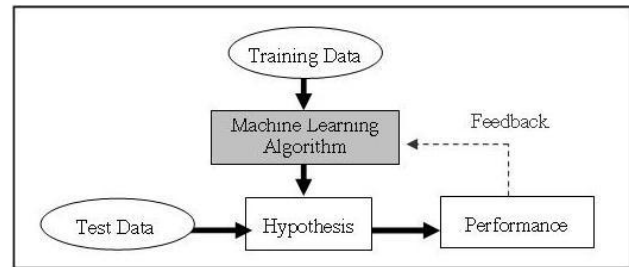 Training Data
Machine Learning
Algorithm
Feedback
Test Data
Hypothesis
Performance